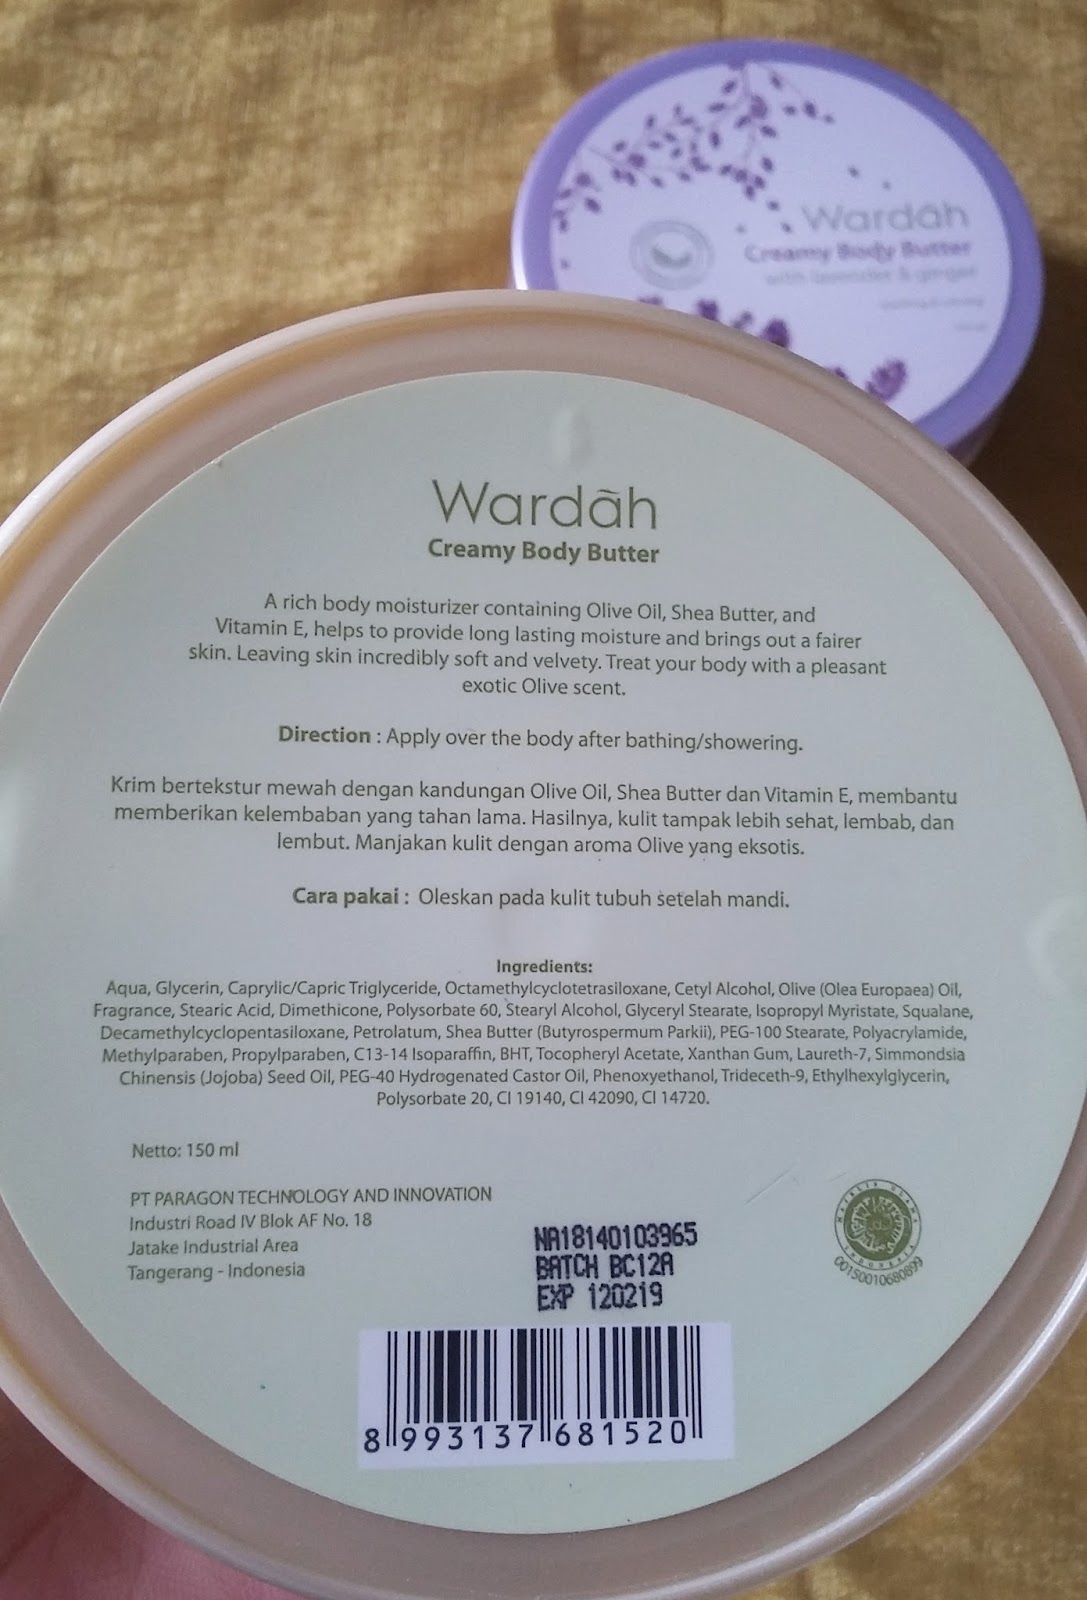 Wardāh
Creamy Body Butter
with lavender & ginger
Wardāh
Creamy Body Butter
A rich body moisturizer containing Olive Oil, Shea Butter, and
Vitamin E, helps to provide long lasting moisture and brings out a fairer
skin. Leaving skin incredibly soft and velvety. Treat your body with a pleasant
exotic Olive scent.
Direction : Apply over the body after bathing/showering.
Krim bertekstur mewah dengan kandungan Olive Oil, Shea Butter dan Vitamin E, membantu
memberikan kelembaban yang tahan lama. Hasilnya, kulit tampak lebih sehat, lembab, dan
lembut. Manjakan kulit dengan aroma Olive yang eksotis.
Cara pakai : Oleskan pada kulit tubuh setelah mandi.
Ingredients:
Aqua, Glycerin, Caprylic/Capric Triglyceride, Octamethylcyclotetrasiloxane, Cetyl Alcohol, Olive (Olea Europaea) Oil,
Fragrance, Stearic Acid, Dimethicone, Polysorbate 60, Stearyl Alcohol, Glyceryl Stearate, Isopropyl Myristate, Squalane,
Decamethylcyclopentasiloxane, Petrolatum, Shea Butter (Butyrospermum Parkii), PEG-100 Stearate, Polyacrylamide,
Methylparaben, Propylparaben, C13-14 Isoparaffin, BHT, Tocopheryl Acetate, Xanthan Gum, Laureth-7, Simmondsia
Chinensis (Jojoba) Seed Oil, PEG-40 Hydrogenated Castor Oil, Phenoxyethanol, Trideceth-9, Ethylhexylglycerin,
Polysorbate 20, CI 19140, CI 42090, CI 14720.
Netto: 150 ml
PT PARAGON TECHNOLOGY AND INNOVATION
Industri Road IV Blok AF No. 18
Jatake Industrial Area
Tangerang - Indonesia
NA18140103965
BATCH BC12A
EXP 120219
MAJELIS ULAMA
INDONESIA
00150010680899
8 993137 681520